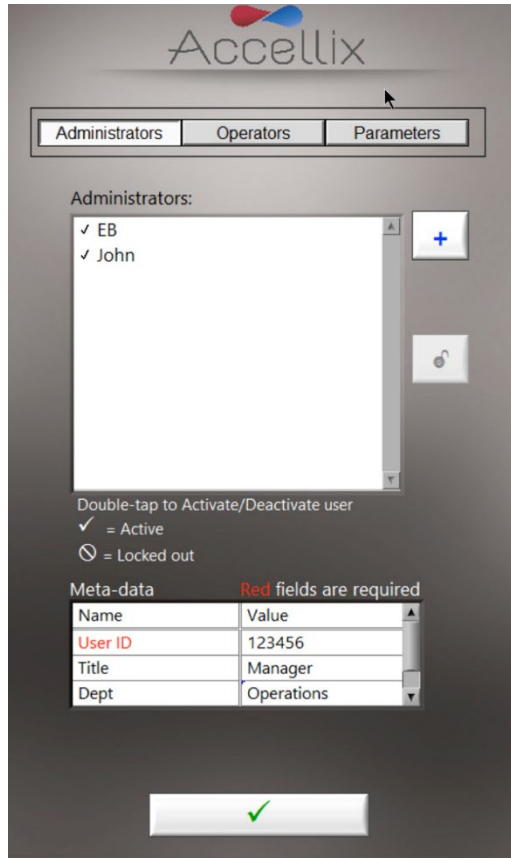 Accellix
Administrators Operators Parameters
Administrators:
✓ EB
✓ John
+
Double-tap to Activate/Deactivate user
✓ = Active
🛇 = Locked out
Meta-data Red fields are required
Name Value
User ID 123456
Title Manager
Dept Operations